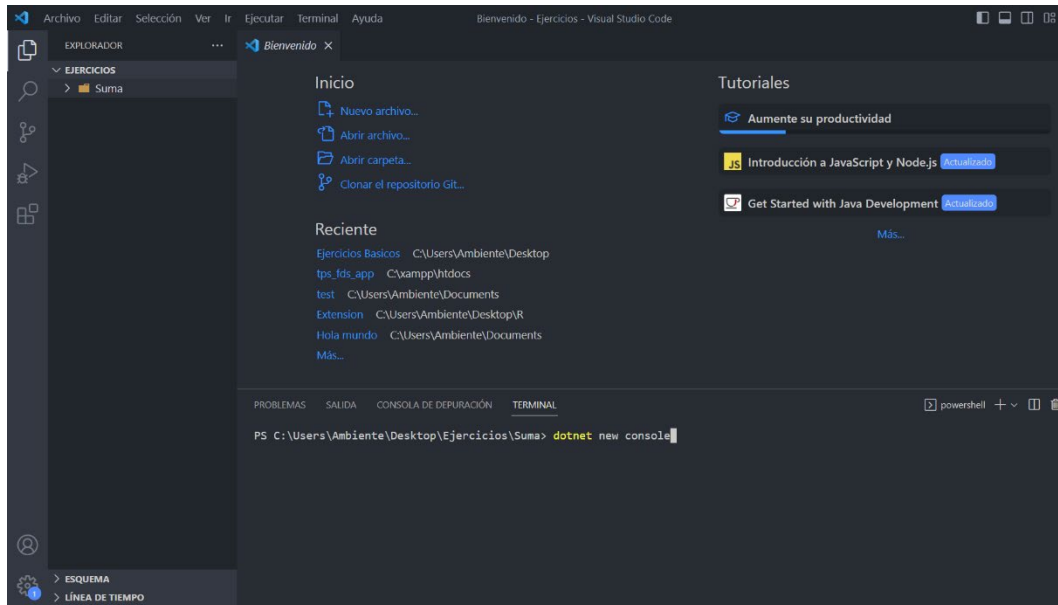 Archivo Editar Selección Ver Ir Ejecutar Terminal Ayuda
Bienvenido - Ejercicios - Visual Studio Code
EXPLORADOR
EJERCICIOS
Suma
Bienvenido
Inicio
Nuevo archivo...
Abrir archivo...
Abrir carpeta...
Clonar el repositorio Git...
Reciente
Ejercicios Basicos C:\Users\Ambiente\Desktop
tps_fds_app C:\xampp\htdocs
test C:\Users\Ambiente\Documents
Extension C:\Users\Ambiente\Desktop\R
Hola mundo C:\Users\Ambiente\Documents
Más...
Tutoriales
Aumente su productividad
JS Introducción a JavaScript y Node.js Actualizado
Get Started with Java Development Actualizado
Más...
PROBLEMAS SALIDA CONSOLA DE DEPURACIÓN TERMINAL
powershell
PS C:\Users\Ambiente\Desktop\Ejercicios\Suma> dotnet new console
ESQUEMA
1
LÍNEA DE TIEMPO